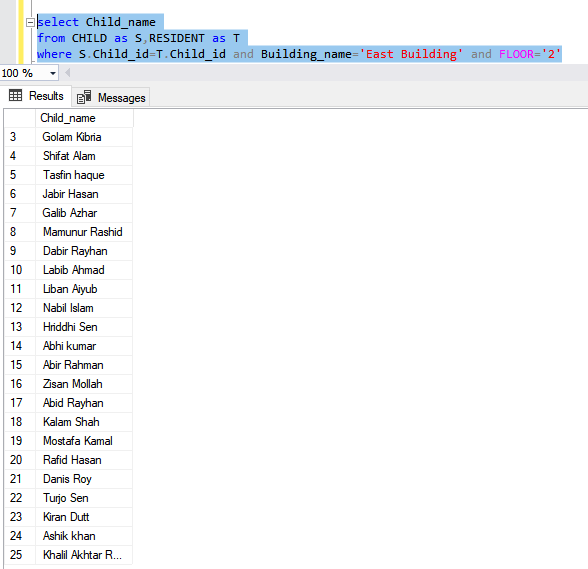 select Child_name
from CHILD as S,RESIDENT as T
where S.Child_id=T.Child_id and Building_name='East Building' and FLOOR='2'
100 %
Results Messages
Child_name
3 Golam Kibria
4 Shifat Alam
5 Tasfin haque
6 Jabir Hasan
7 Galib Azhar
8 Mamunur Rashid
9 Dabir Rayhan
10 Labib Ahmad
11 Liban Aiyub
12 Nabil Islam
13 Hriddhi Sen
14 Abhi kumar
15 Abir Rahman
16 Zisan Mollah
17 Abid Rayhan
18 Kalam Shah
19 Mostafa Kamal
20 Rafid Hasan
21 Danis Roy
22 Turjo Sen
23 Kiran Dutt
24 Ashik khan
25 Khalil Akhtar R...